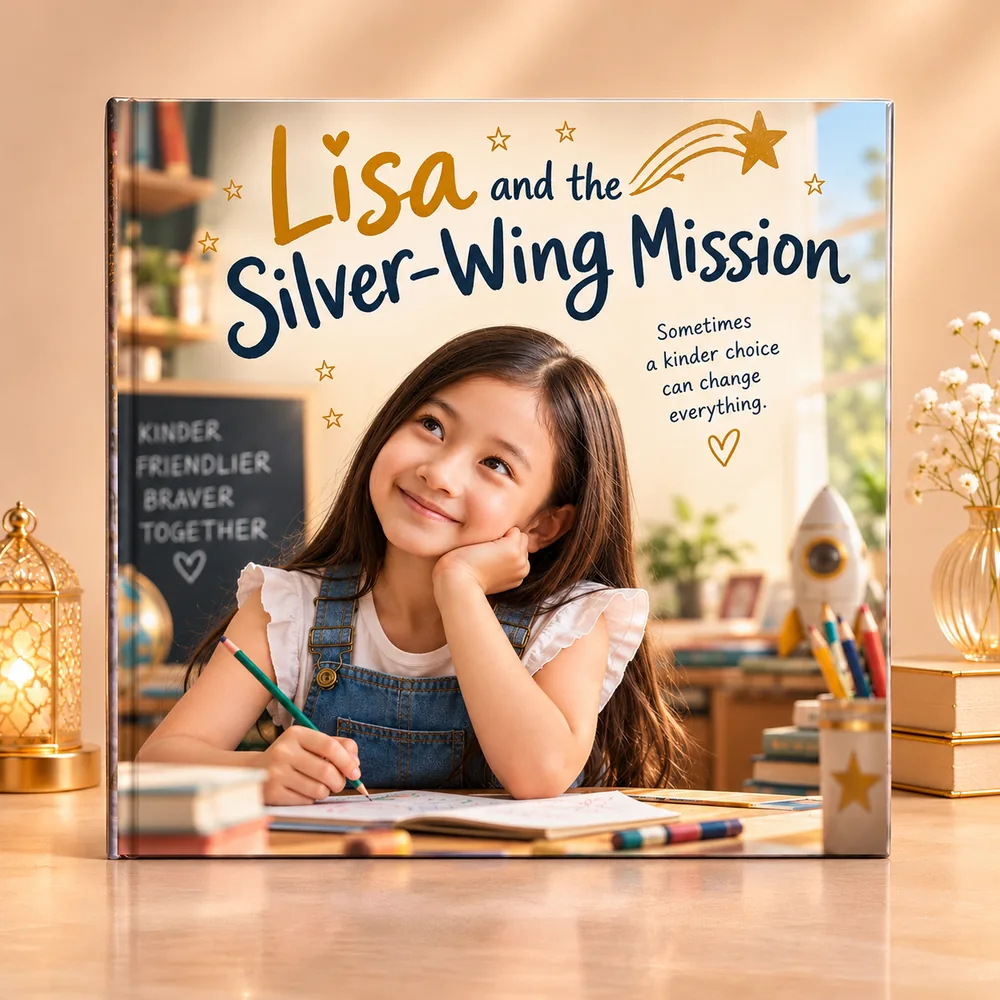 Lisa and the
Silver-Wing Mission
Sometimes
a kinder choice
can change
everything.
KINDER
FRIENDLIER
BRAVER
TOGETHER